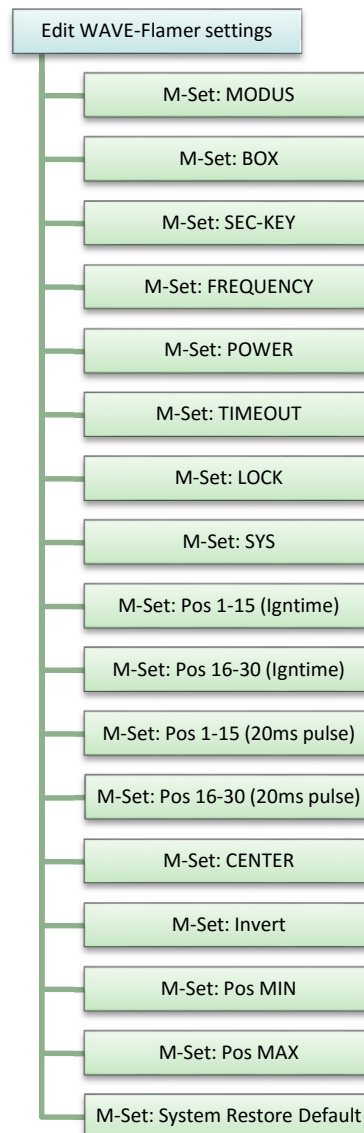 Edit WAVE-Flamer settings
M-Set: MODUS
M-Set: BOX
M-Set: SEC-KEY
M-Set: FREQUENCY
M-Set: POWER
M-Set: TIMEOUT
M-Set: LOCK
M-Set: SYS
M-Set: Pos 1-15 (Igntime)
M-Set: Pos 16-30 (Igntime)
M-Set: Pos 1-15 (20ms pulse)
M-Set: Pos 16-30 (20ms pulse)
M-Set: CENTER
M-Set: Invert
M-Set: Pos MIN
M-Set: Pos MAX
M-Set: System Restore Default